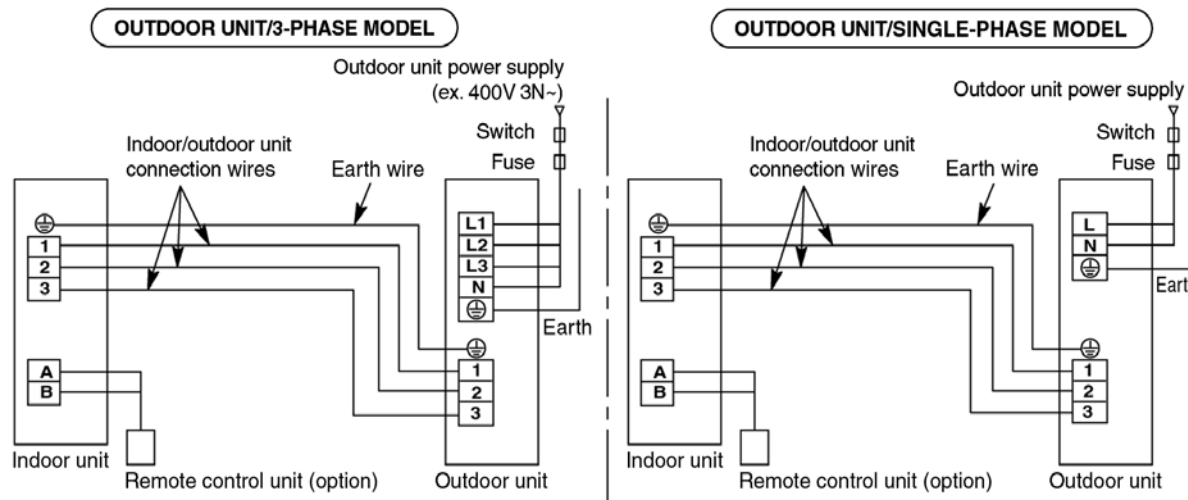 OUTDOOR UNIT/3-PHASE MODEL
Outdoor unit power supply
(ex. 400V 3N~)
Switch
Fuse
Indoor/outdoor unit
connection wires
Earth wire
1
2
3
A
B
L1
L2
L3
N
Earth
1
2
3
Indoor unit
Remote control unit (option)
Outdoor unit
OUTDOOR UNIT/SINGLE-PHASE MODEL
Outdoor unit power supply
Switch
Fuse
Indoor/outdoor unit
connection wires
Earth wire
1
2
3
A
B
L
N
Eart
1
2
3
Indoor unit
Remote control unit (option)
Outdoor unit